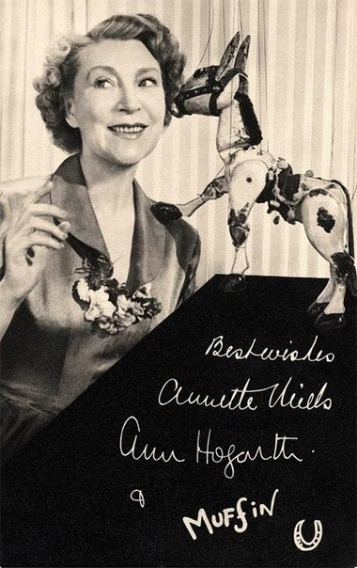 Best wishes
Annette Mills
Ann Hogarth.
&
MUFFIN